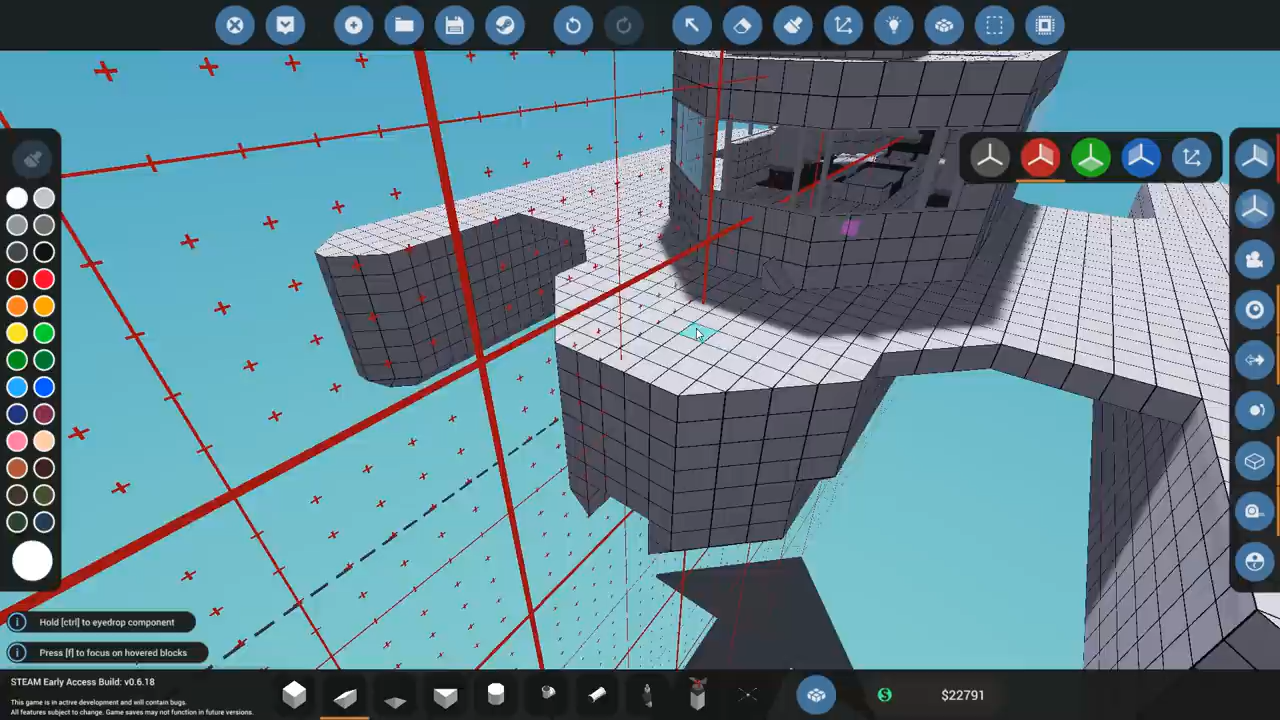 Hold [ctrl] to eyedrop component
Press [f] to focus on hovered blocks
STEAM Early Access Build: v0.6.18
This game is in active development and will contain bugs.
All features subject to change. Game saves may not function in future versions.
$22791